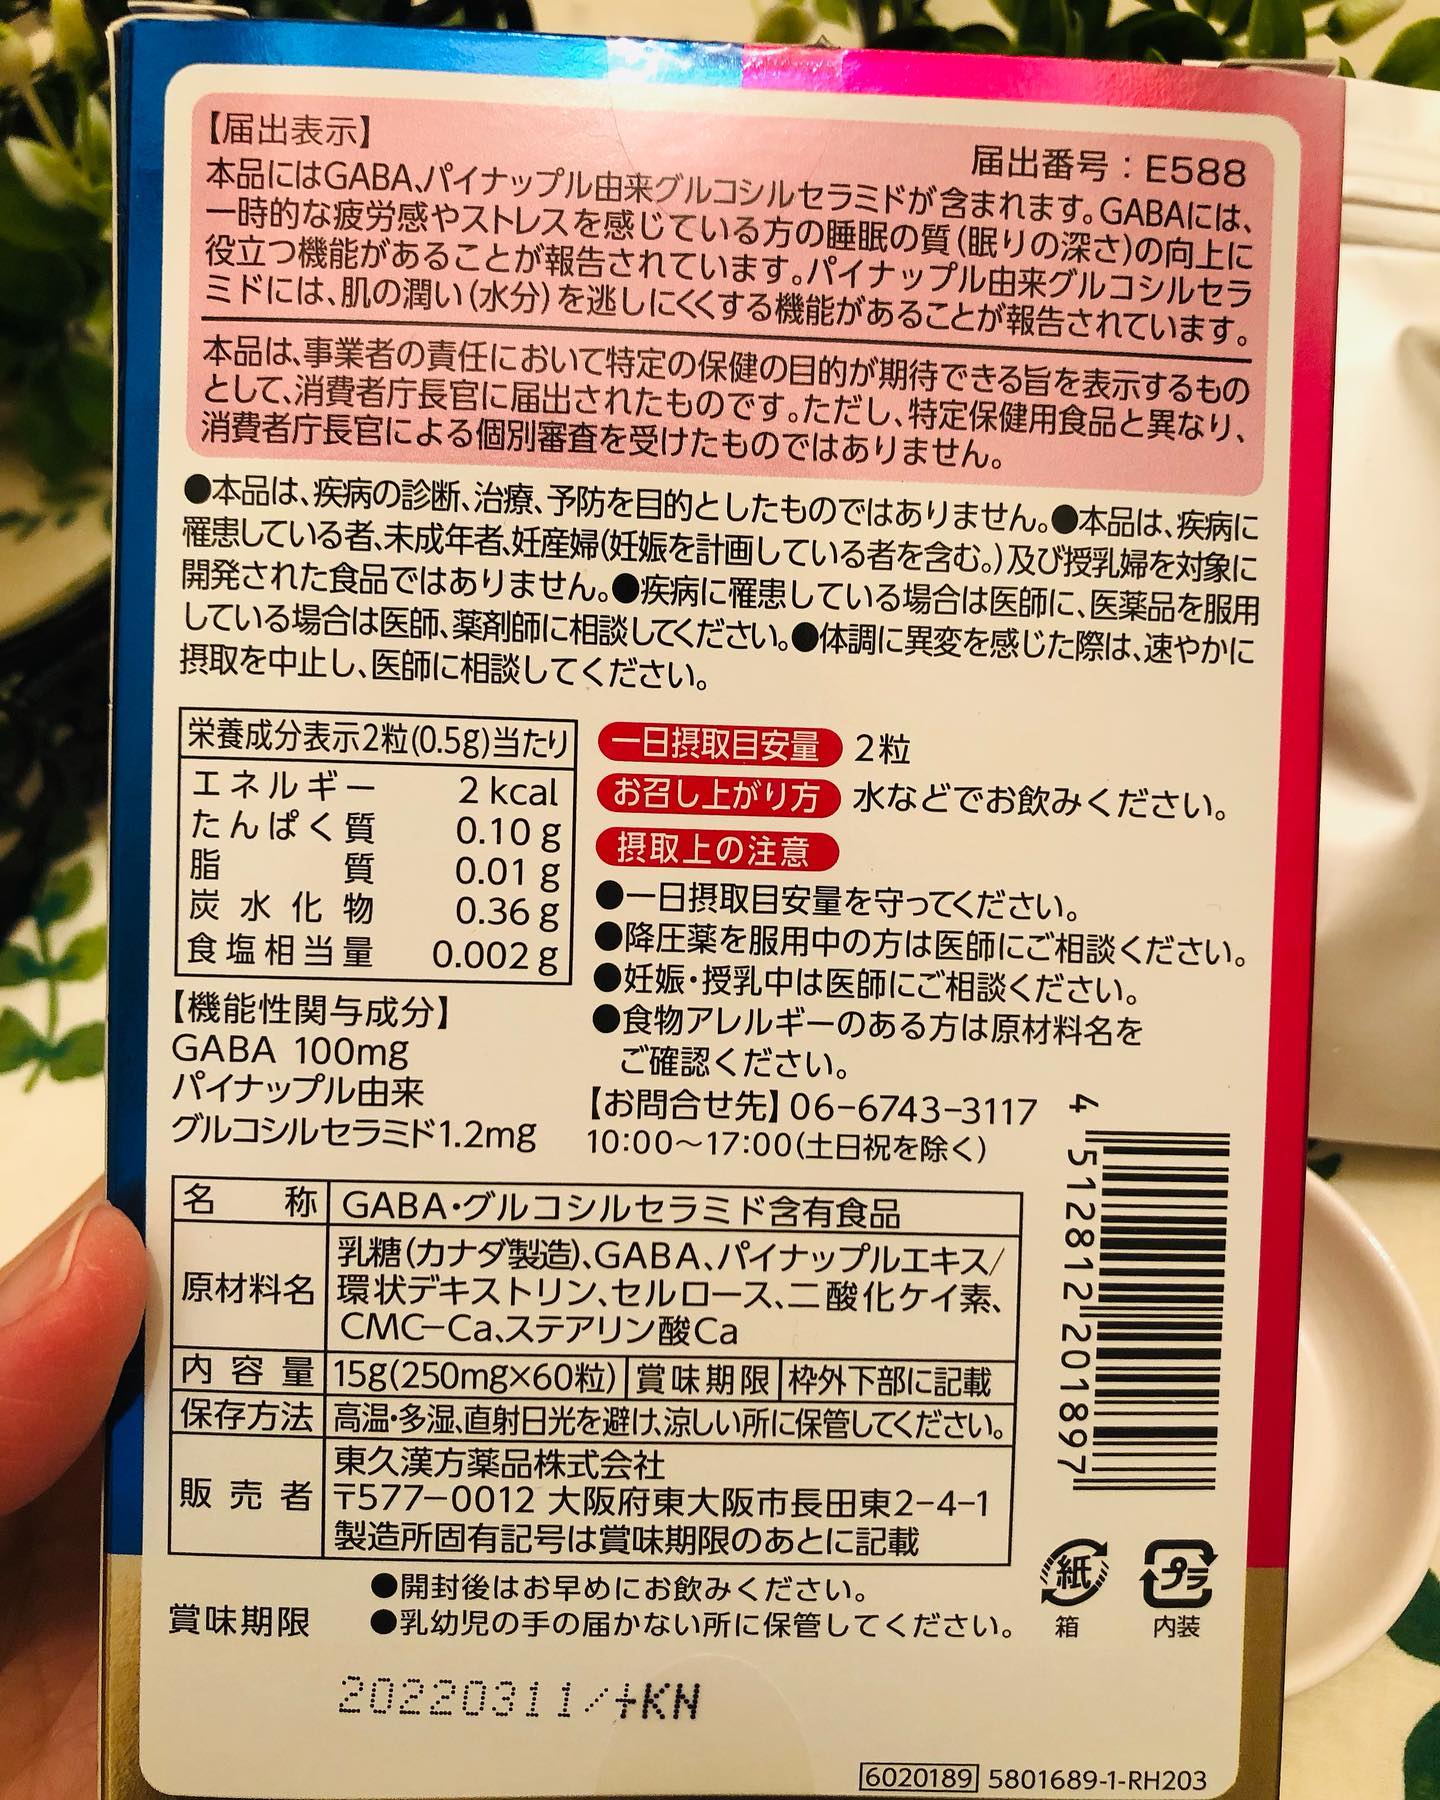 【届出表示】
届出番号：E588
本品にはGABA、パイナップル由来グルコシルセラミドが含まれます。GABAには、
一時的な疲労感やストレスを感じている方の睡眠の質(眠りの深さ)の向上に
役立つ機能があることが報告されています。パイナップル由来グルコシルセラ
ミドには、肌の潤い(水分)を逃しにくくする機能があることが報告されています。
本品は、事業者の責任において特定の保健の目的が期待できる旨を表示するもの
として、消費者庁長官に届出されたものです。ただし、特定保健用食品と異なり、
消費者庁長官による個別審査を受けたものではありません。
●本品は、疾病の診断、治療、予防を目的としたものではありません。●本品は、疾病に
罹患している者、未成年者、妊産婦(妊娠を計画している者を含む。)及び授乳婦を対象に
開発された食品ではありません。●疾病に罹患している場合は医師に、医薬品を服用
している場合は医師、薬剤師に相談してください。●体調に異変を感じた際は、速やかに
摂取を中止し、医師に相談してください。
栄養成分表示2粒(0.5g)当たり
エネルギー 2 kcal
たんぱく質 0.10 g
脂質 0.01 g
炭水化物 0.36 g
食塩相当量 0.002 g
【機能性関与成分】
GABA 100mg
パイナップル由来
グルコシルセラミド1.2mg
一日摂取目安量 2粒
お召し上がり方 水などでお飲みください。
摂取上の注意
●一日摂取目安量を守ってください。
●降圧薬を服用中の方は医師にご相談ください。
●妊娠・授乳中は医師にご相談ください。
●食物アレルギーのある方は原材料名を
ご確認ください。
【お問合せ先】06-6743-3117
10:00～17:00(土日祝を除く)
名称 GABA・グルコシルセラミド含有食品
原材料名 乳糖(カナダ製造)、GABA、パイナップルエキス/
環状デキストリン、セルロース、二酸化ケイ素、
CMC-Ca、ステアリン酸Ca
内容量 15g(250mg×60粒) 賞味期限 枠外下部に記載
保存方法 高温・多湿、直射日光を避け、涼しい所に保管してください。
販売者 東久漢方薬品株式会社
〒577-0012 大阪府東大阪市長田東2-4-1
製造所固有記号は賞味期限のあとに記載
4 512812 201897
●開封後はお早めにお飲みください。
賞味期限 ●乳幼児の手の届かない所に保管してください。
紙 箱
プラ 内装
20220311/+KN
6020189 5801689-1-RH203